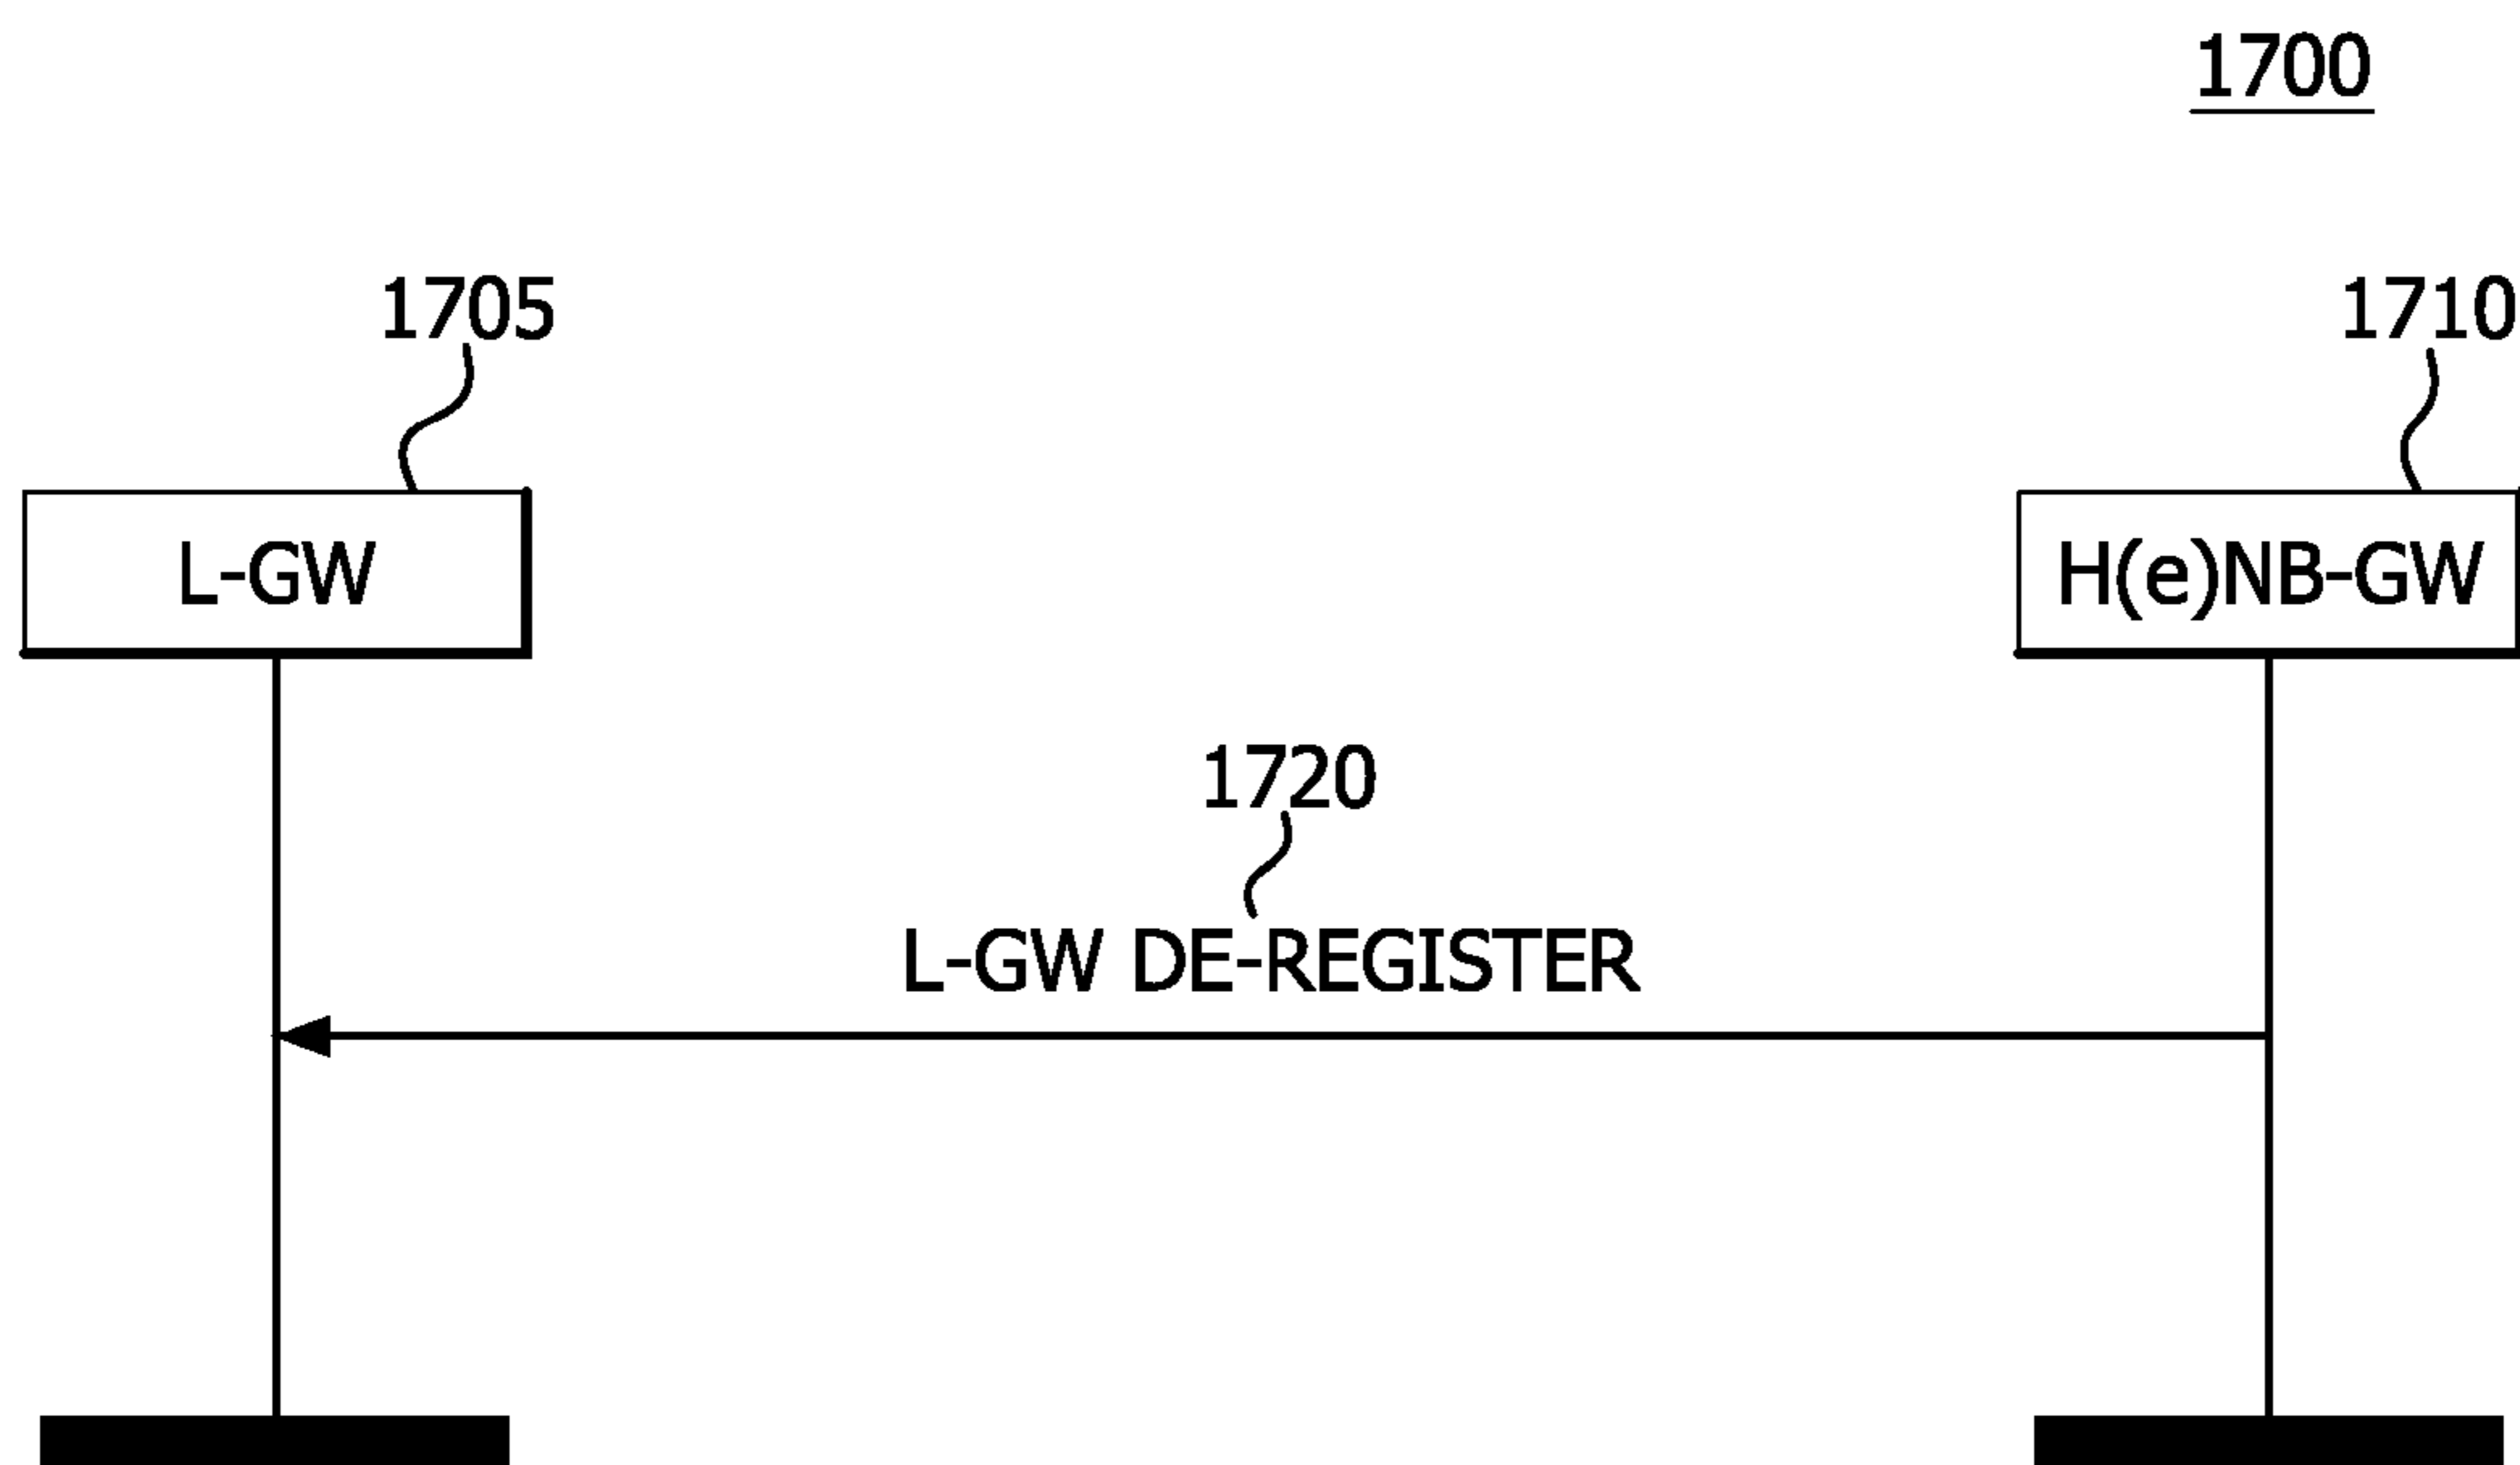 1700
1705
1710
L-GW
H(e)NB-GW
1720
L-GW DE-REGISTER